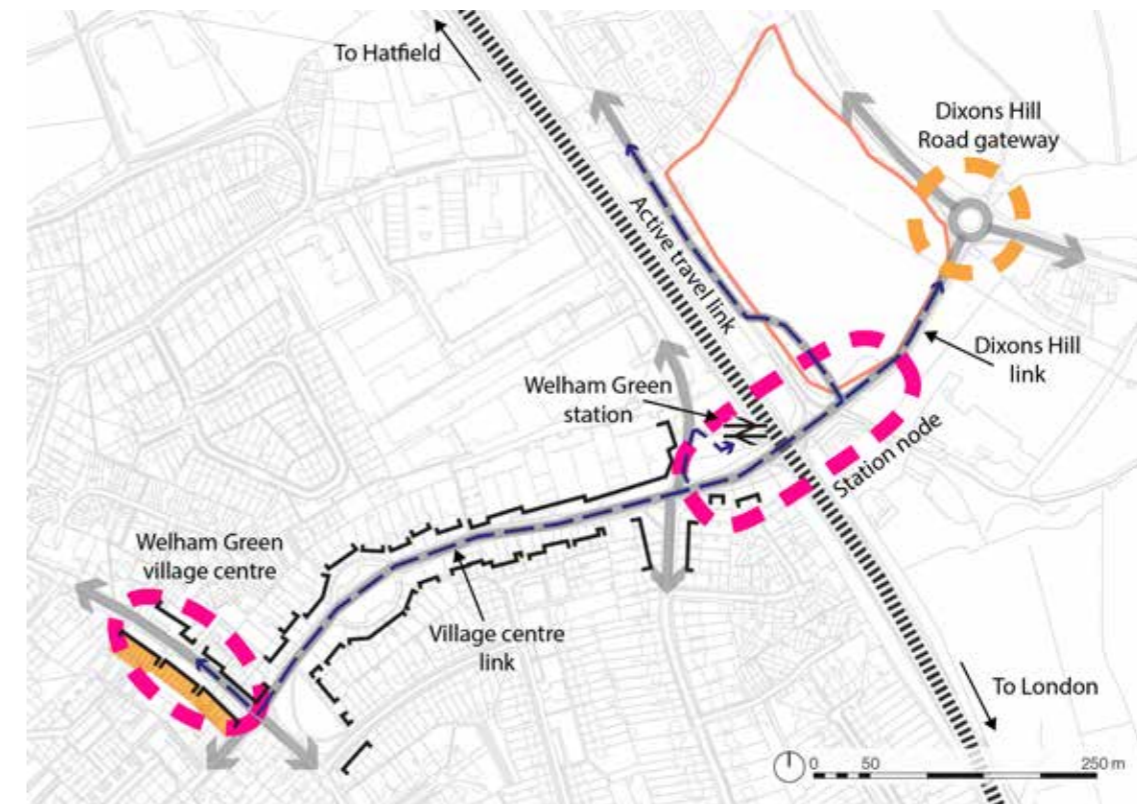 To Hatfield
Dixons Hill
Road gateway
Active travel link
Dixons Hill
link
Welham Green
station
Station node
Welham Green
village centre
Village centre
link
To London
0 50 250 m